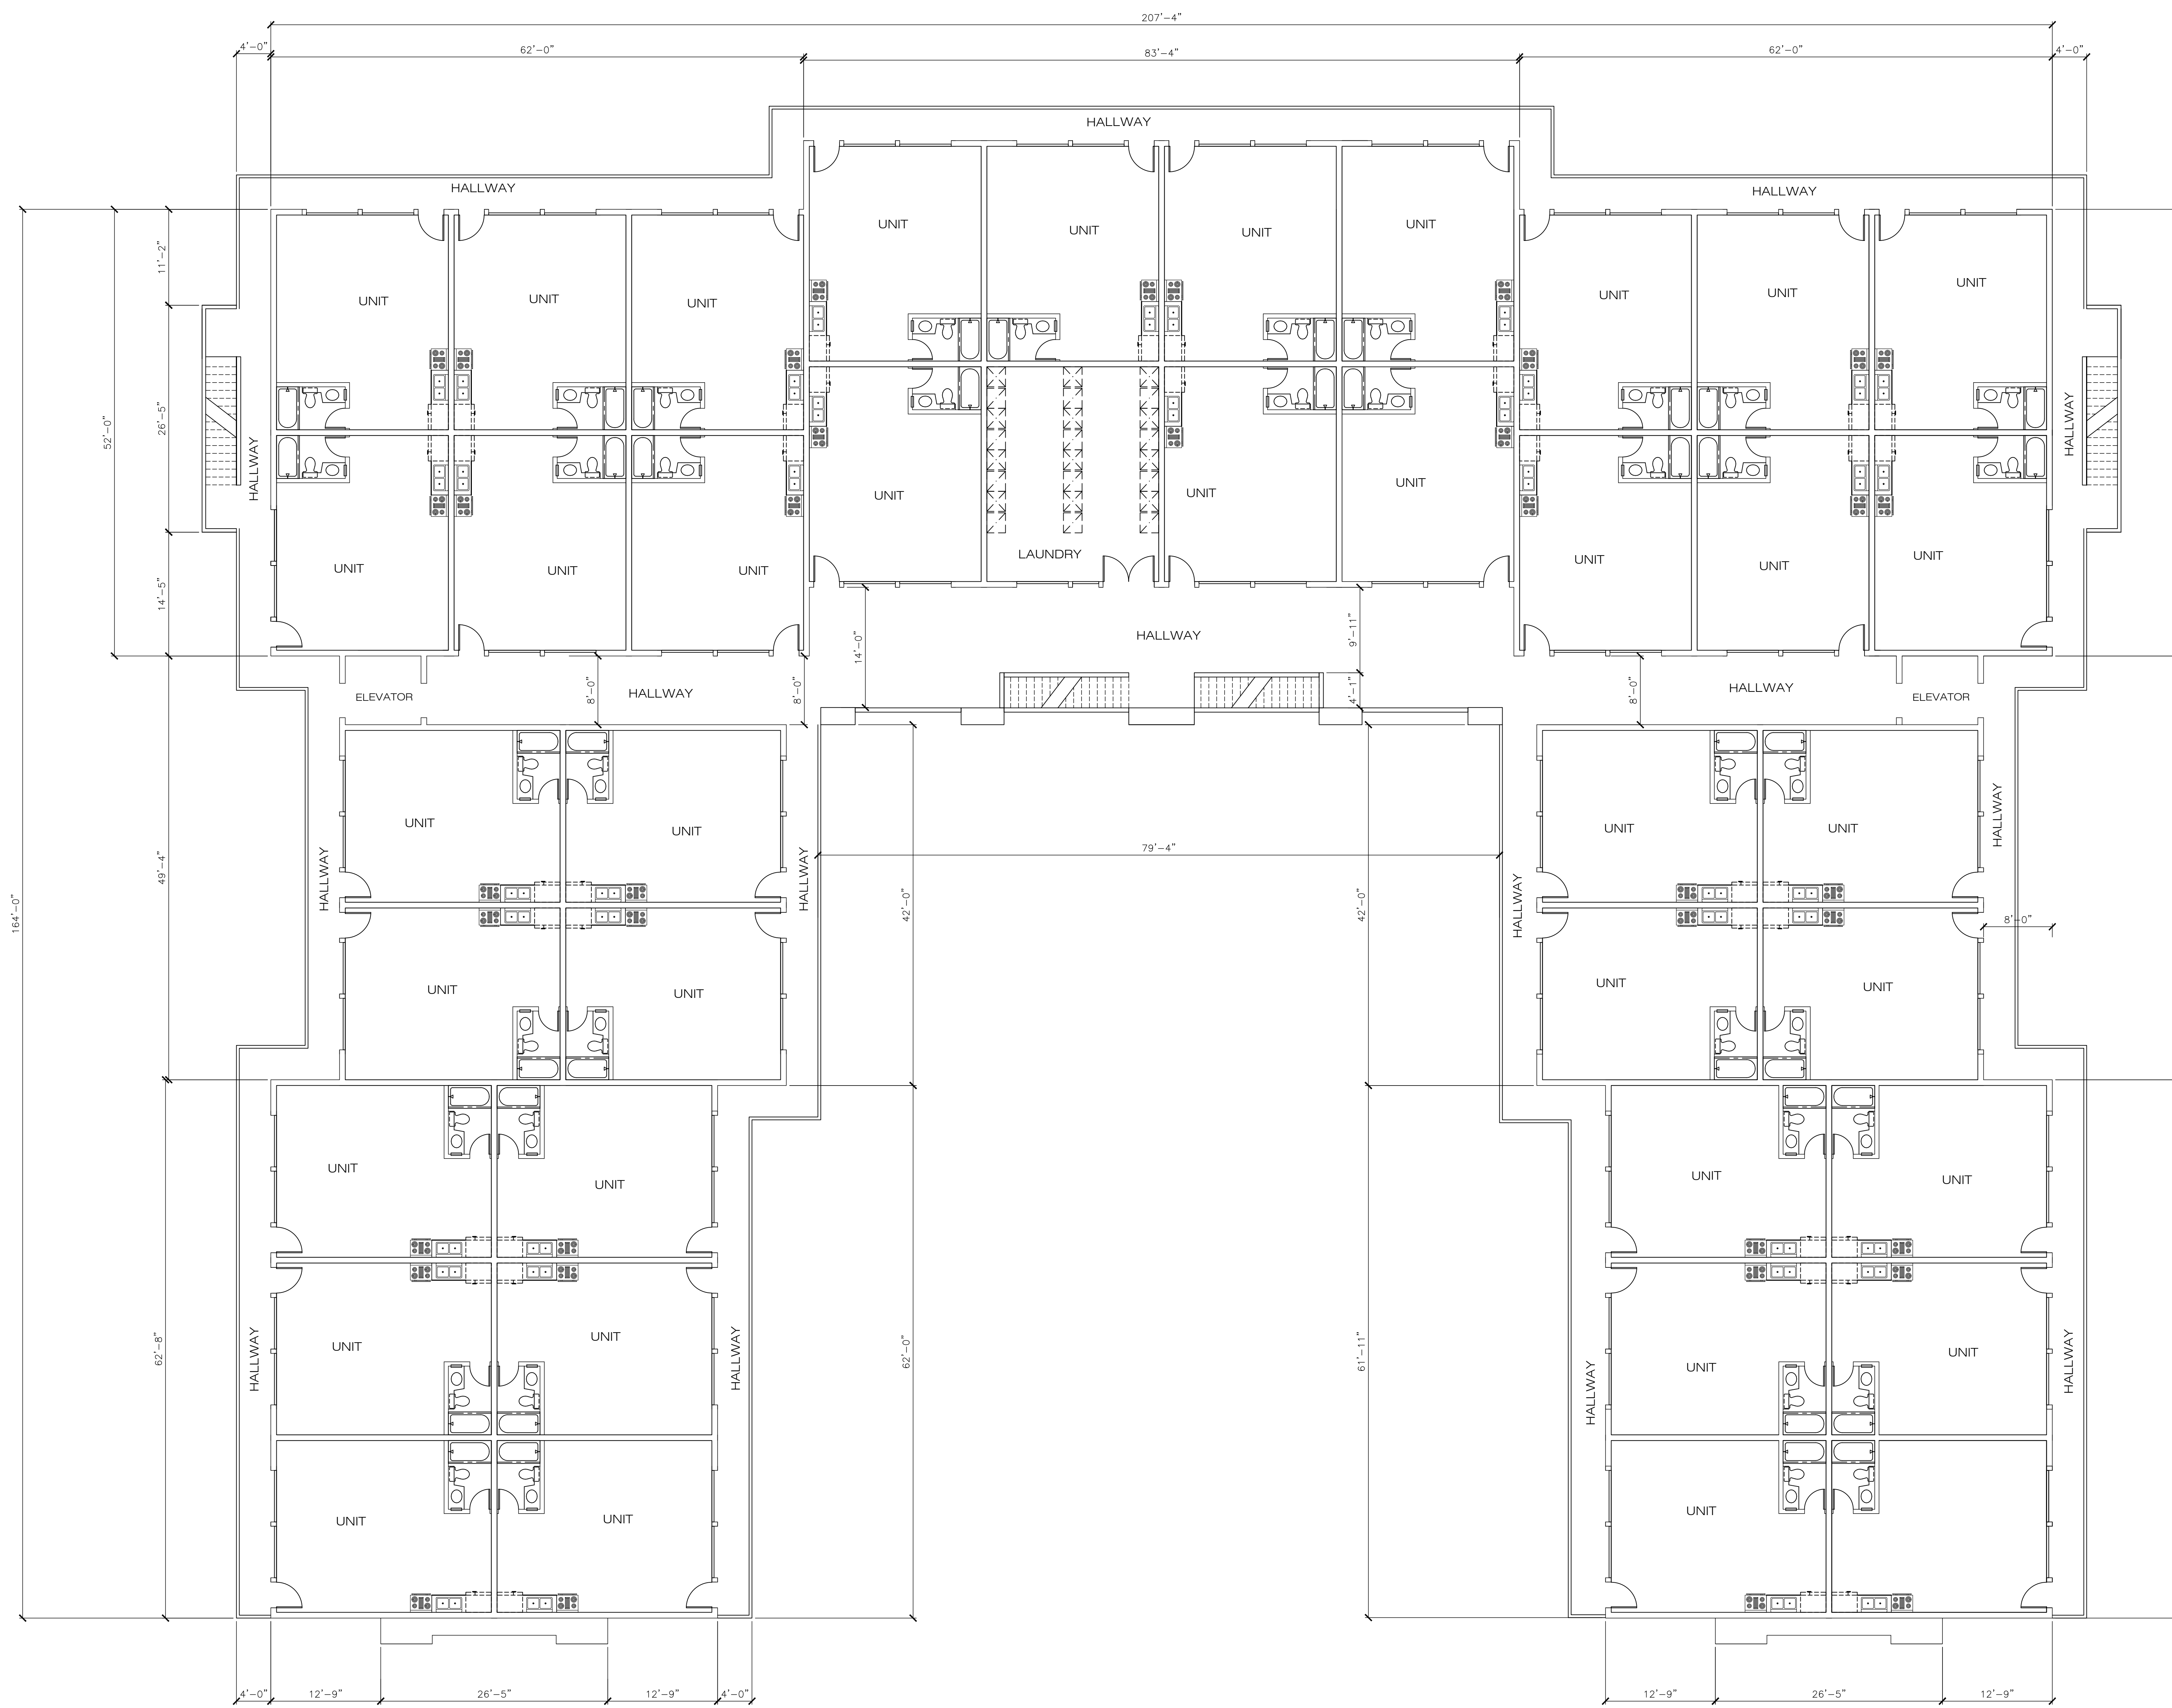 207'-4"
4'-0"
62'-0"
83'-4"
62'-0"
4'-0"
HALLWAY
HALLWAY
HALLWAY
UNIT
UNIT
UNIT
UNIT
11'-2"
UNIT
UNIT
UNIT
UNIT
UNIT
UNIT
26'-5"
52'-0"
HALLWAY
HALLWAY
UNIT
UNIT
UNIT
LAUNDRY
UNIT
UNIT
UNIT
UNIT
UNIT
UNIT
14'-5"
HALLWAY
14'-0"
9'-11"
ELEVATOR
8'-0"
HALLWAY
8'-0"
4'-1"
8'-0"
HALLWAY
ELEVATOR
UNIT
UNIT
UNIT
UNIT
HALLWAY
79'-4"
49'-4"
HALLWAY
HALLWAY
42'-0"
42'-0"
HALLWAY
164'-0"
8'-0"
UNIT
UNIT
UNIT
UNIT
UNIT
UNIT
UNIT
UNIT
62'-8"
HALLWAY
UNIT
UNIT
HALLWAY
62'-0"
61'-11"
HALLWAY
UNIT
UNIT
HALLWAY
UNIT
UNIT
UNIT
4'-0"
12'-9"
26'-5"
12'-9"
4'-0"
12'-9"
26'-5"
12'-9"